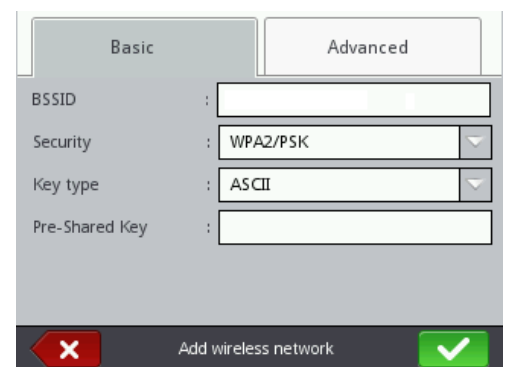 Basic Advanced
BSSID :
Security : WPA2/PSK
Key type : ASCII
Pre-Shared Key :
Add wireless network